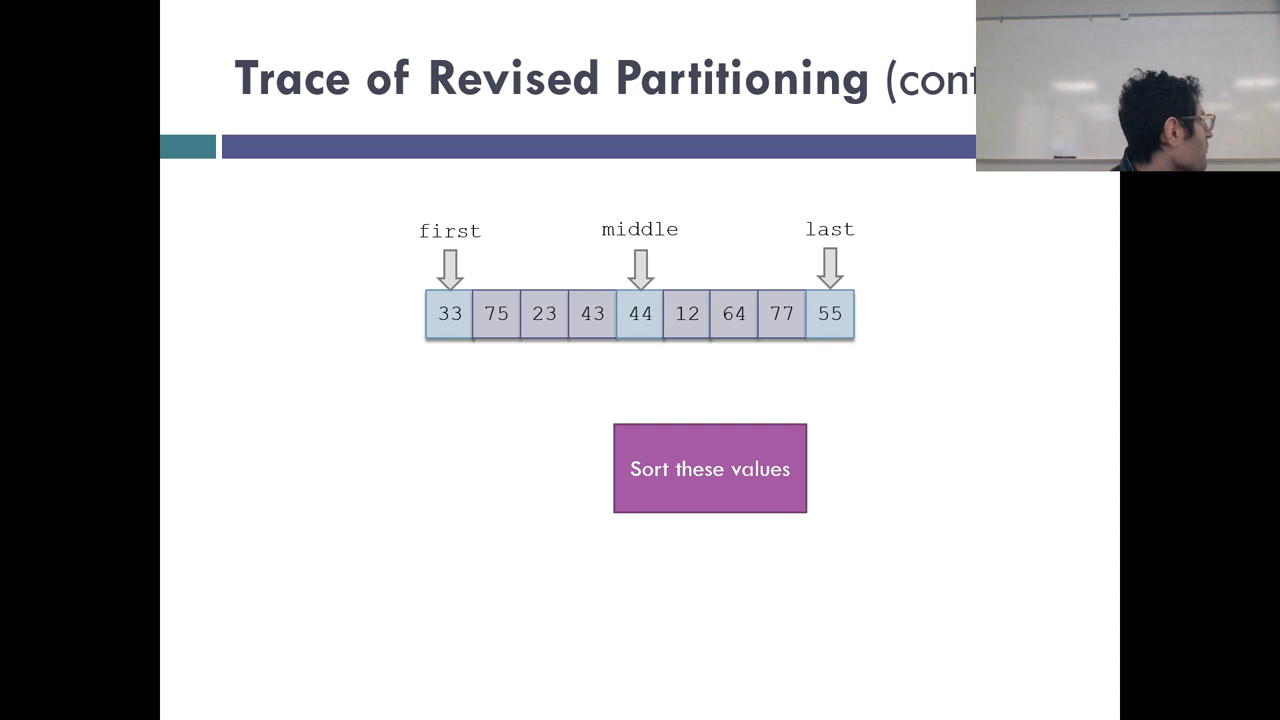 Trace of Revised Partitioning (cont
first middle last
33 75 23 43 44 12 64 77 55
Sort these values